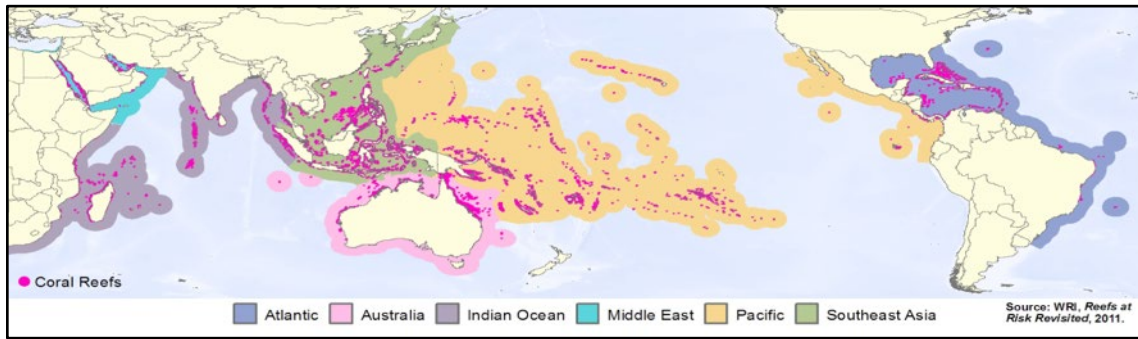 Coral Reefs
Atlantic
Australia
Indian Ocean
Middle East
Pacific
Southeast Asia
Source: WRI, Reefs at
Risk Revisited, 2011.